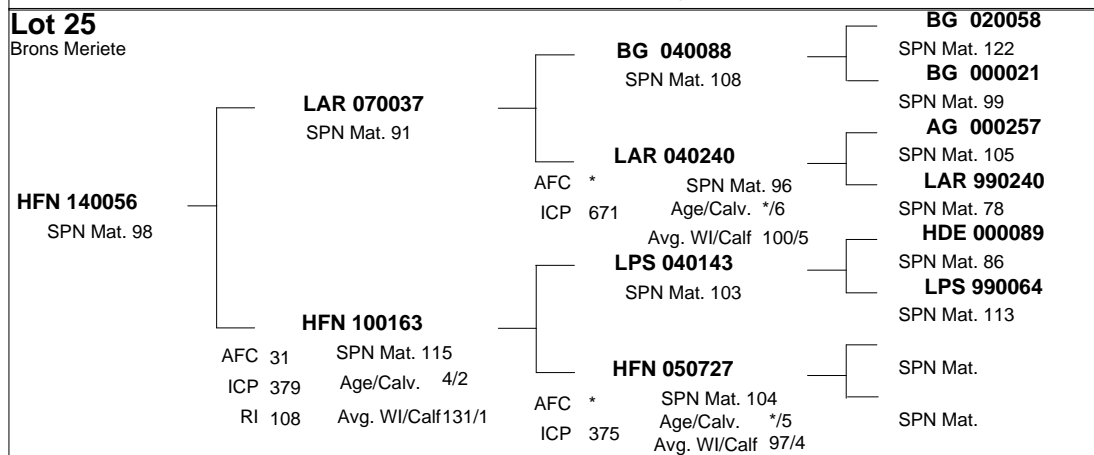 Lot 25
Brons Meriete
HFN 140056
SPN Mat. 98
LAR 070037
SPN Mat. 91
HFN 100163
AFC 31 SPN Mat. 115
ICP 379 Age/Calv. 4/2
RI 108 Avg. WI/Calf 131/1
BG 040088
SPN Mat. 108
LAR 040240
AFC * SPN Mat. 96
ICP 671 Age/Calv. */6
Avg. WI/Calf 100/5
LPS 040143
SPN Mat. 103
HFN 050727
AFC * SPN Mat. 104
Age/Calv. */5
ICP 375 Avg. WI/Calf 97/4
BG 020058
SPN Mat. 122
BG 000021
SPN Mat. 99
AG 000257
SPN Mat. 105
LAR 990240
SPN Mat. 78
HDE 000089
SPN Mat. 86
LPS 990064
SPN Mat. 113
SPN Mat.
SPN Mat.